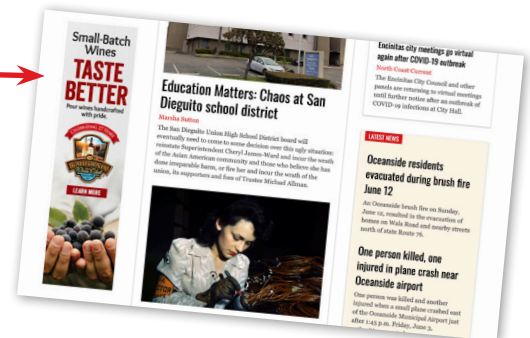 Small-Batch
Wines
TASTE
BETTER
Pour wines handcrafted
with pride.
LEARN MORE
Education Matters: Chaos at San
Dieguito school district
Marsha Sutton
The San Dieguito Union High School District board will
eventually need to come to some decision over this ugly situation:
reinstate Superintendent Cheryl James-Ward and incur the wrath
of the Asian American community and those who believe she has
done irreparable harm, or fire her and incur the wrath of the
union, its supporters and foes of Trustee Michael Allman.
Encinitas city meetings go virtual
again after COVID-19 outbreak
North Coast Current
The Encinitas City Council and other
panels are returning to virtual meetings
until further notice after an outbreak of
COVID-19 infections at City Hall.
LATEST NEWS
Oceanside residents
evacuated during brush fire
June 12
An Oceanside brush fire on Sunday,
June 12, resulted in the evacuation of
homes on Wala Road and nearby streets
north of state Route 76.
One person killed, one
injured in plane crash near
Oceanside airport
One person was killed and another
injured when a small plane crashed east
of the Oceanside Municipal Airport just
after 1:45 p.m. Friday, June 3,